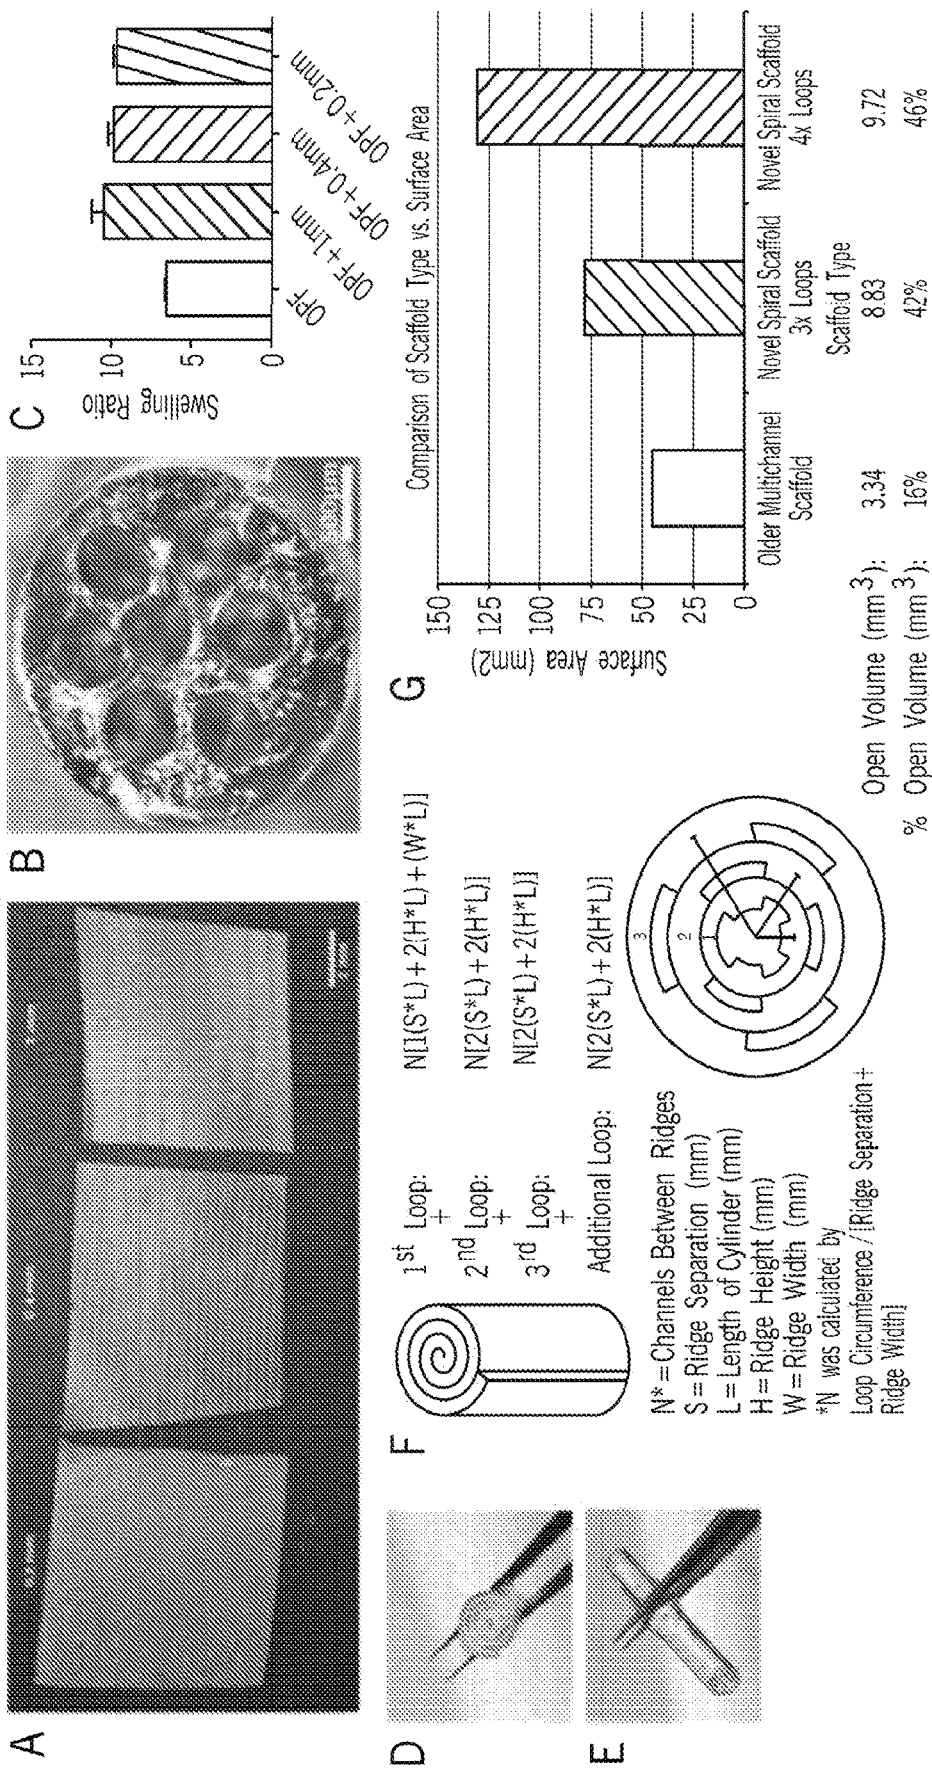 A
B
C
Swelling Ratio
15
10
5
0
OPF
OPF + 1mm
OPF + 0.4mm
OPF + 0.2mm
D
E
F
1st Loop:
+
2nd Loop:
+
3rd Loop:
+
Additional Loop:
N[1(S*L) + 2(H*L) + (W*L)]
N[2(S*L) + 2(H*L)]
N[2(S*L) + 2(H*L)]
N[2(S*L) + 2(H*L)]
N* = Channels Between Ridges
S = Ridge Separation (mm)
L = Length of Cylinder (mm)
H = Ridge Height (mm)
W = Ridge Width (mm)
*N was calculated by
Loop Circumference / [Ridge Separation +
Ridge Width]
3
2
1
G
Comparison of Scaffold Type vs. Surface Area
Surface Area (mm2)
150
125
100
75
50
25
0
Older Multichannel
Scaffold
Novel Spiral Scaffold
3x Loops
Novel Spiral Scaffold
4x Loops
Scaffold Type
Open Volume (mm3): 3.34 8.83 9.72
% Open Volume (mm3): 16% 42% 46%